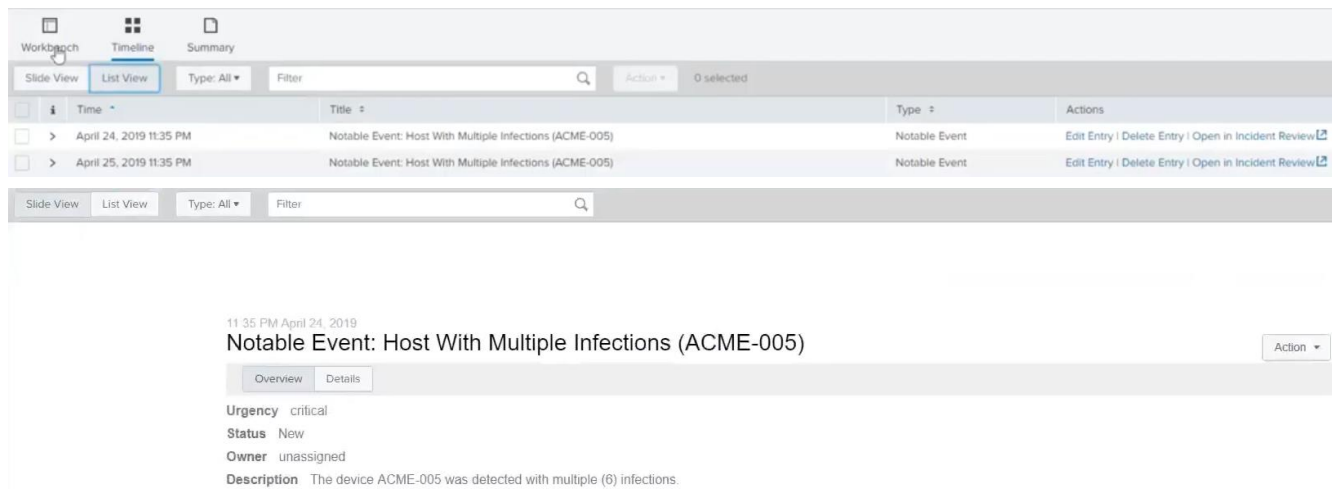 Workbench Timeline Summary
Slide View List View Type: All ▾ Filter Action ▾ 0 selected
i Time Title Type Actions
April 24, 2019 11:35 PM Notable Event: Host With Multiple Infections (ACME-005) Notable Event Edit Entry | Delete Entry | Open in Incident Review
April 25, 2019 11:35 PM Notable Event: Host With Multiple Infections (ACME-005) Notable Event Edit Entry | Delete Entry | Open in Incident Review
Slide View List View Type: All ▾ Filter
11:35 PM April 24, 2019
Notable Event: Host With Multiple Infections (ACME-005)
Action ▾
Overview Details
Urgency critical
Status New
Owner unassigned
Description The device ACME-005 was detected with multiple (6) infections.